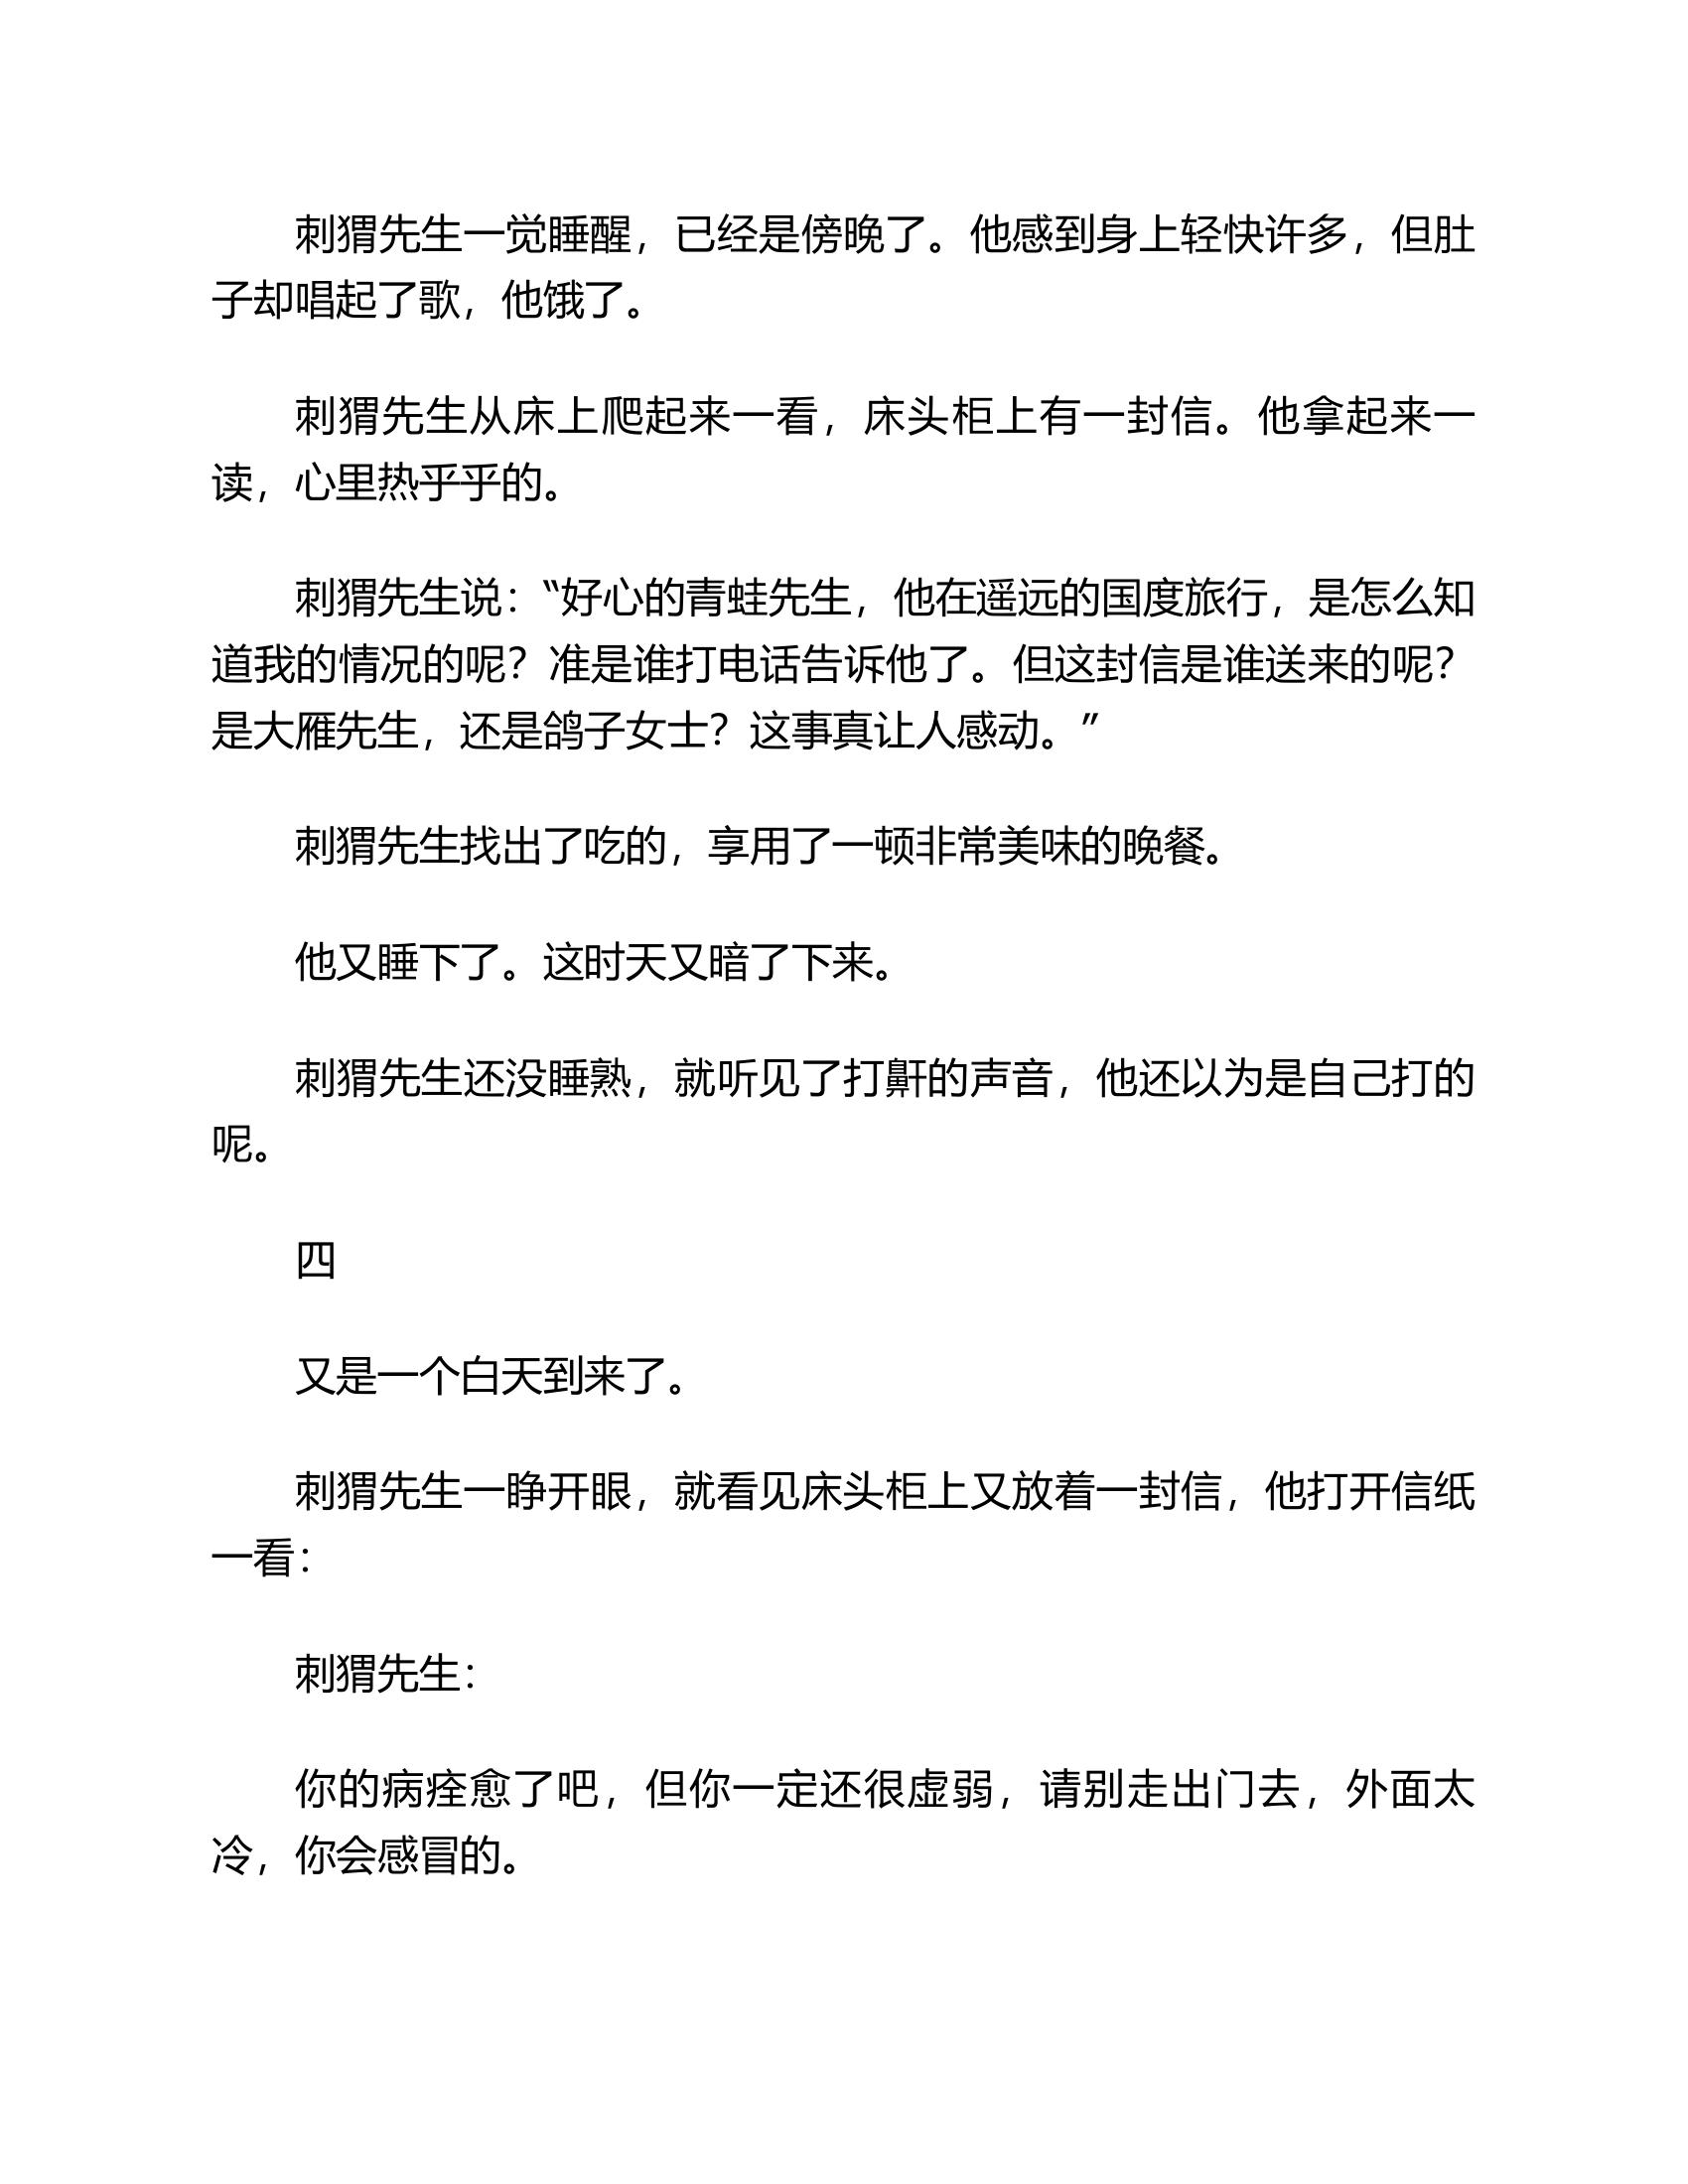 刺猬先生一觉睡醒，已经是傍晚了。他感到身上轻快许多，但肚
子却唱起了歌，他饿了。
刺猬先生从床上爬起来一看，床头柜上有一封信。他拿起来一
读，心里热乎乎的。
刺猬先生说：“好心的青蛙先生，他在遥远的国度旅行，是怎么知
道我的情况的呢？准是谁打电话告诉他了。但这封信是谁送来的呢？
是大雁先生，还是鸽子女士？这事真让人感动。”
刺猬先生找出了吃的，享用了一顿非常美味的晚餐。
他又睡下了。这时天又暗了下来。
刺猬先生还没睡熟，就听见了打鼾的声音，他还以为是自己打的
呢。
四
又是一个白天到来了。
刺猬先生一睁开眼，就看见床头柜上又放着一封信，他打开信纸
一看：
刺猬先生：
你的病痊愈了吧，但你一定还很虚弱，请别走出门去，外面太
冷，你会感冒的。